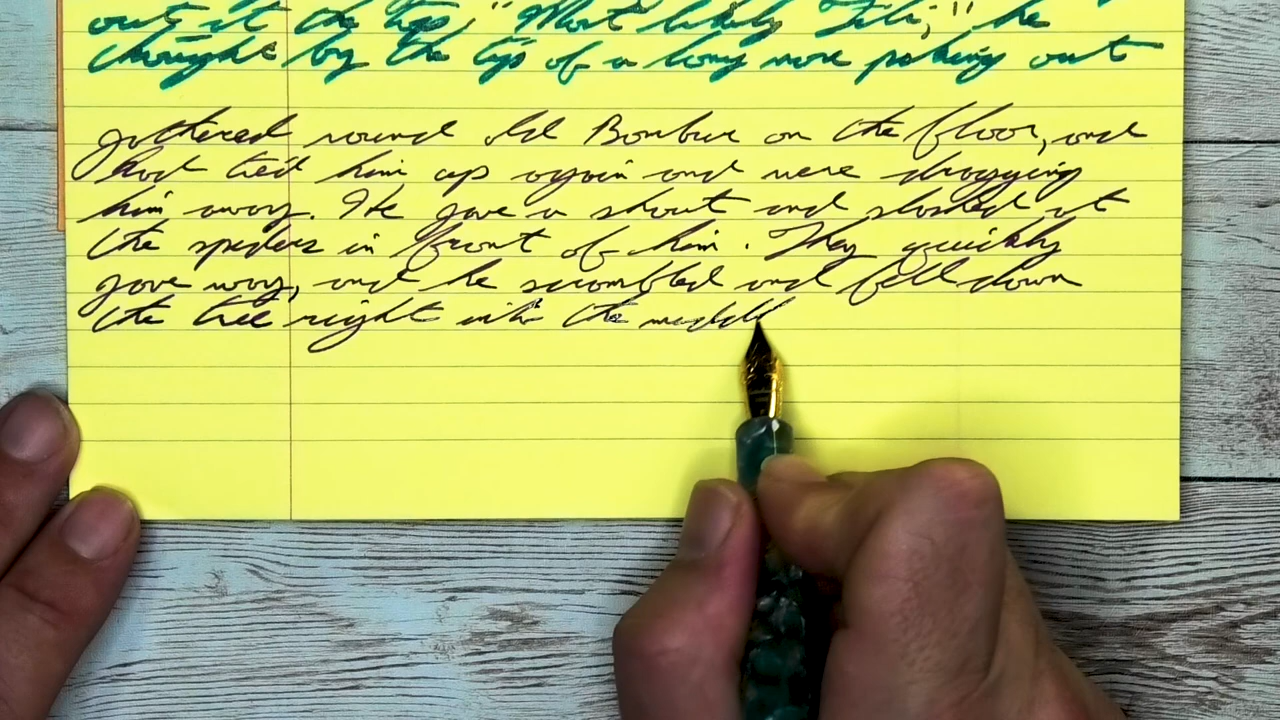 out at the top, "Most likely Fili," he
thought by the tip of a long nose poking out
gathered round old Bombur on the floor, and
had tied him up again and were dragging
him away. He gave a shout and slashed at
the spiders in front of him. They quickly
gave way, and he scrambled and fell down
the tree right into the middl